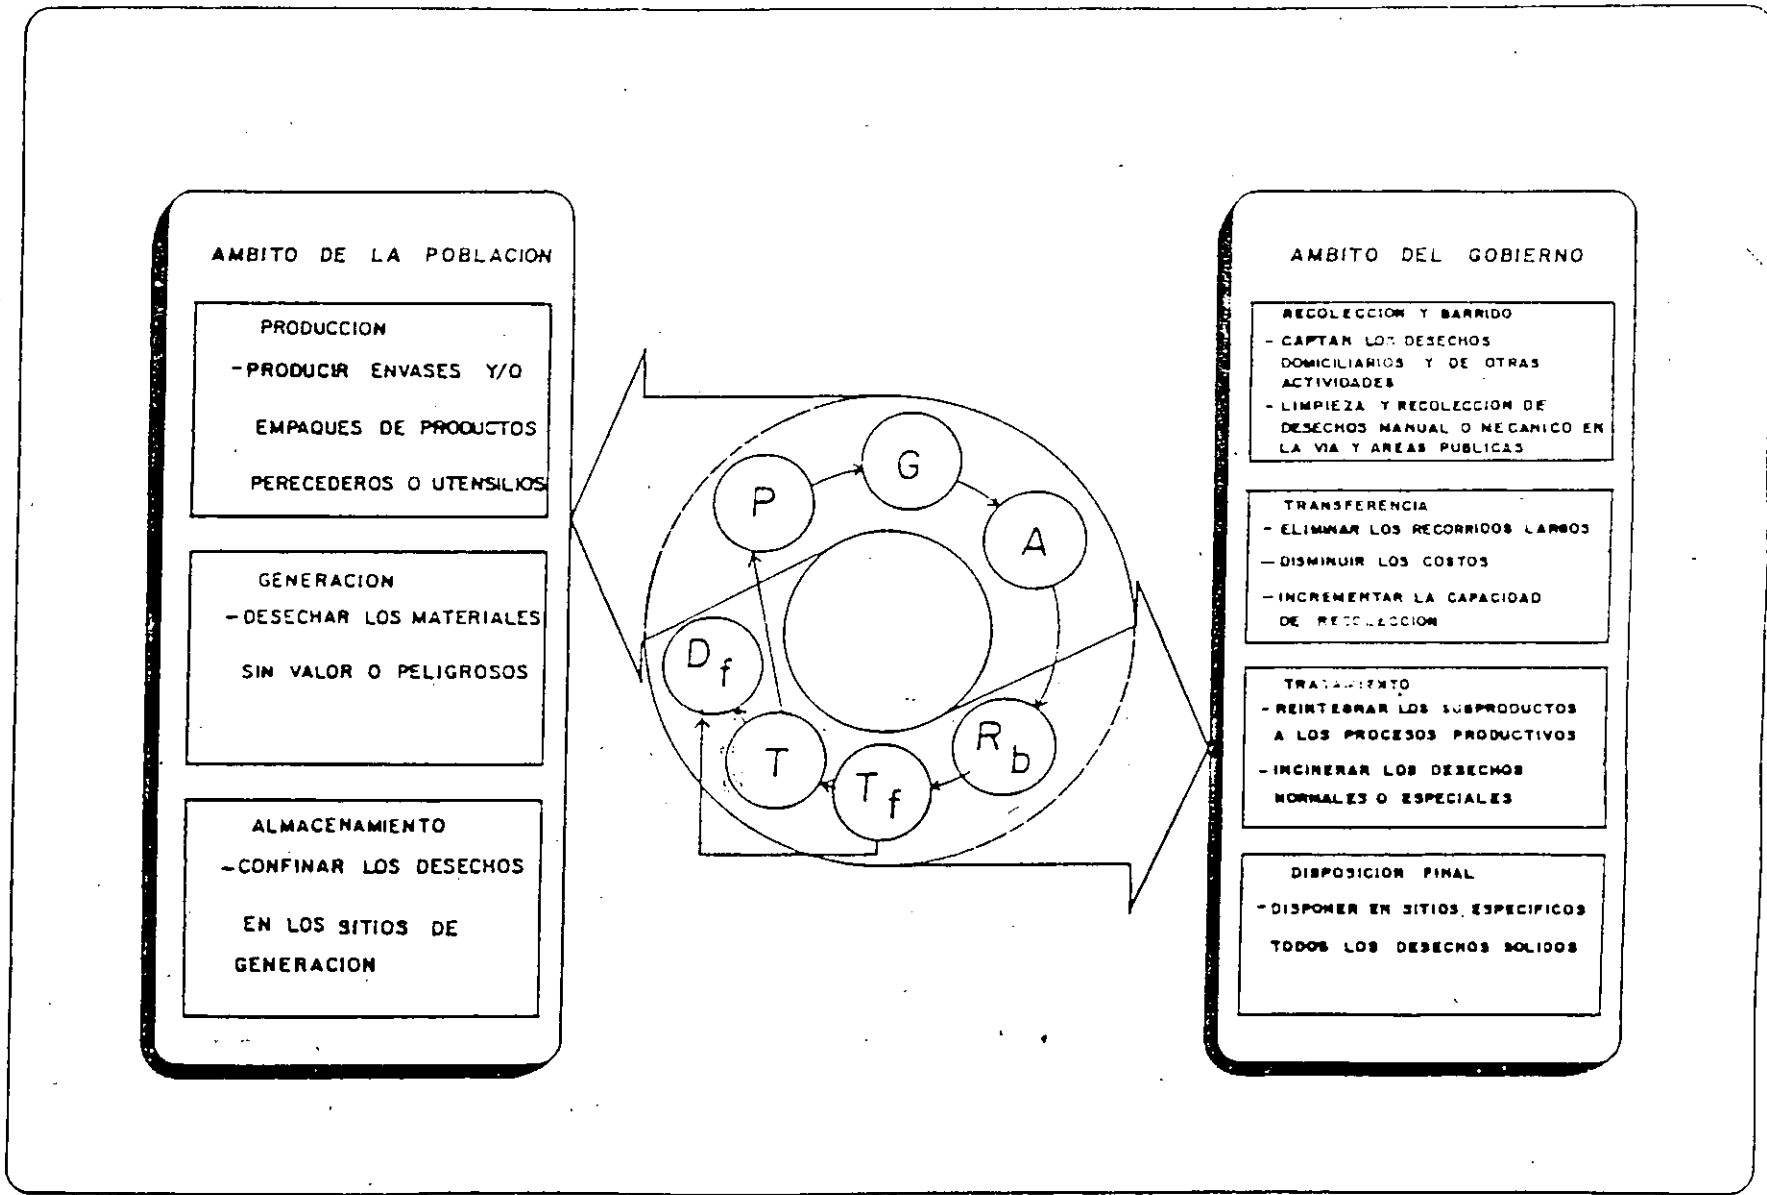 AMBITO DE LA POBLACION
PRODUCCION
-PRODUCIR ENVASES Y/O
EMPAQUES DE PRODUCTOS
PERECEDEROS O UTENSILIOS
GENERACION
-DESECHAR LOS MATERIALES
SIN VALOR O PELIGROSOS
ALMACENAMIENTO
-CONFINAR LOS DESECHOS
EN LOS SITIOS DE
GENERACION
P
G
A
Rb
Tf
T
Df
AMBITO DEL GOBIERNO
RECOLECCION Y BARRIDO
- CAPTAN LOS DESECHOS
DOMICILIARIOS Y DE OTRAS
ACTIVIDADES
- LIMPIEZA Y RECOLECCION DE
DESECHOS MANUAL O MECANICO EN
LA VIA Y AREAS PUBLICAS
TRANSFERENCIA
- ELIMINAR LOS RECORRIDOS LARGOS
- DISMINUIR LOS COSTOS
- INCREMENTAR LA CAPACIDAD
DE RECOLECCION
TRATAMIENTO
- REINTEGRAR LOS SUBPRODUCTOS
A LOS PROCESOS PRODUCTIVOS
- INCINERAR LOS DESECHOS
NORMALES O ESPECIALES
DISPOSICION FINAL
- DISPONER EN SITIOS ESPECIFICOS
TODOS LOS DESECHOS SOLIDOS